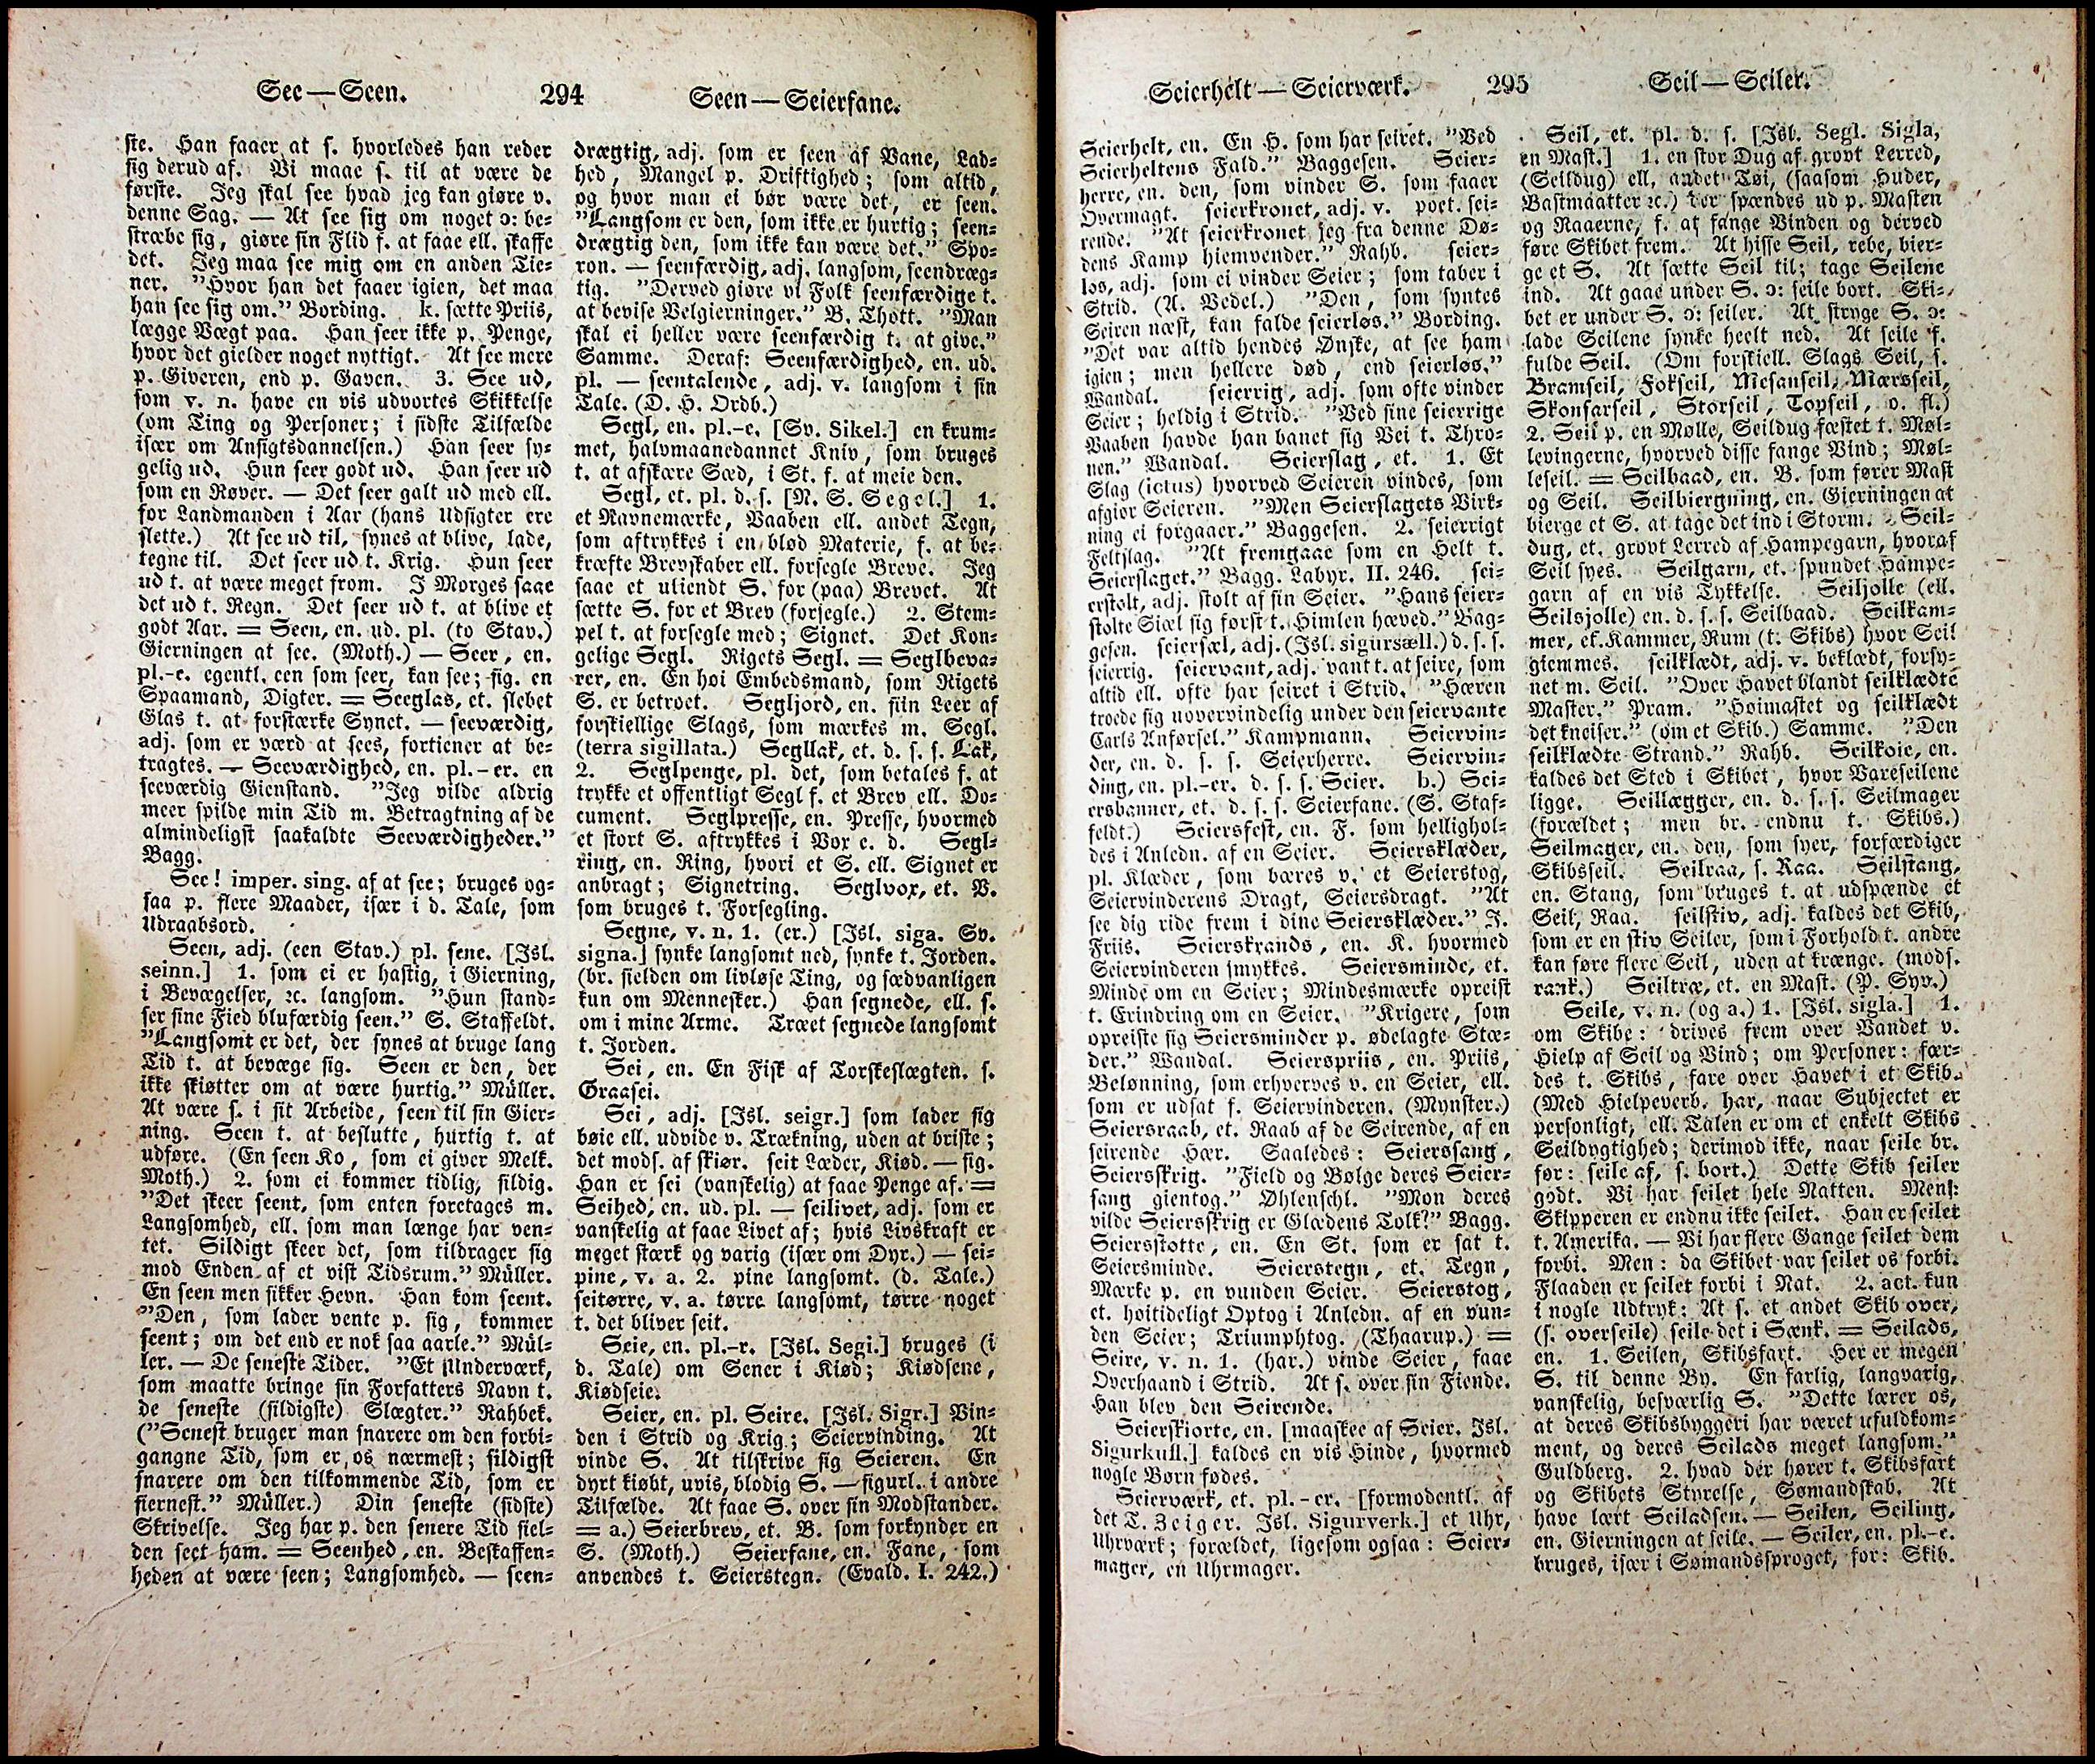 See — Seen.
294
Seen — Seierfane.
ste. Han faaer at s. hvorledes han reder
sig derud af. Vi maae s. til at være de
første. Jeg skal see hvad jeg kan giøre v.
denne Sag. — At see sig om noget ɔ: be-
stræbe sig, giøre sin Flid f. at faae ell. skaffe
det. Jeg maa see mig om en anden Tie-
ner. "Hvor han det faaer igien, det maa
han see sig om." Bording. k. sætte Priis,
lægge Vægt paa. Han seer ikke p. Penge,
hvor det gielder noget nyttigt. At see mere
p. Giveren, end p. Gaven. 3. See ud,
som v. n. have en vis udvortes Skikkelse
(om Ting og Personer; i sidste Tilfælde
især om Ansigtsdannelsen.) Han seer sy-
gelig ud. Hun seer godt ud. Han seer ud
som en Røver. — Det seer galt ud med ell.
for Landmanden i Aar (hans Udsigter ere
slette.) At see ud til, synes at blive, lade,
tegne til. Det seer ud t. Krig. Hun seer
ud t. at være meget from. I Morges saae
det ud t. Regn. Det seer ud t. at blive et
godt Aar. = Seen, en. ud. pl. (to Stav.)
Gierningen at see. (Moth.) — Seer, en.
pl.-e. egentl. een som seer, kan see; fig. en
Spaamand, Digter. = Seeglas, et. slebet
Glas t. at forstærke Synet. — seeværdig,
adj. som er værd at sees, fortiener at be-
tragtes. — Seeværdighed, en. pl.-er. en
seeværdig Gienstand. "Jeg vilde aldrig
meer spilde min Tid m. Betragtning af de
almindeligst saakaldte Seeværdigheder."
Bagg.
See! imper. sing. af at see; bruges og-
saa p. flere Maader, især i d. Tale, som
Udraabsord.
Seen, adj. (een Stav.) pl. sene. [Isl.
seinn.] 1. som ei er hastig, i Gierning,
i Bevægelser, ꝛc. langsom. "Hun stand-
ser sine Fied blufærdig seen." S. Staffeldt.
"Langsomt er det, der synes at bruge lang
Tid t. at bevæge sig. Seen er den, der
ikke skiøtter om at være hurtig." Müller.
At være s. i sit Arbeide, seen til sin Gier-
ning. Seen t. at beslutte, hurtig t. at
udføre. (En seen Ko, som ei giver Melk.
Moth.) 2. som ei kommer tidlig, sildig.
"Det skeer seent, som enten foretages m.
Langsomhed, ell. som man længe har ven-
tet. Sildigt skeer det, som tildrager sig
mod Enden af et vist Tidsrum." Müller.
En seen men sikker Hevn. Han kom seent.
"Den, som lader vente p. sig, kommer
seent; om det end er nok saa aarle." Mül-
ler. — De seneste Tider. "Et Underværk,
som maatte bringe sin Forfatters Navn t.
de seneste (sildigste) Slægter." Rahbek.
("Senest bruger man snarere om den forbi-
gangne Tid, som er os nærmest; sildigst
snarere om den tilkommende Tid, som er
fiernest." Müller.) Din seneste (sidste)
Skrivelse. Jeg har p. den senere Tid siel-
den seet ham. = Seenhed, en. Beskaffen-
heden at være seen; Langsomhed. — seen-
drægtig, adj. som er seen af Vane, Lad-
hed, Mangel p. Driftighed; som altid,
og hvor man ei bør være det, er seen.
"Langsom er den, som ikke er hurtig; seen-
drægtig den, som ikke kan være det." Spo-
ron. — seenfærdig, adj. langsom, seendræg-
tig. "Derved giøre vi Folk seenfærdige t.
at bevise Velgierninger." B. Thott. "Man
skal ei heller være seenfærdig t. at give."
Samme. Deraf: Seenfærdighed, en. ud.
pl. — seentalende, adj. v. langsom i sin
Tale. (D. H. Ordb.)
Segl, en. pl.-e. [Sv. Sikel.] en krum-
met, halvmaanedannet Kniv, som bruges
t. at afskære Sæd, i St. f. at meie den.
Segl, et. pl. d. s. [N. S. Segel.] 1.
et Navnemærke, Vaaben ell. andet Tegn,
som aftrykkes i en blød Materie, f. at be-
kræfte Brevskaber ell. forsegle Breve. Jeg
saae et ukiendt S. for (paa) Brevet. At
sætte S. for et Brev (forsegle.) 2. Stem-
pel t. at forsegle med; Signet. Det Kon-
gelige Segl. Rigets Segl. = Seglbeva-
rer, en. En høi Embedsmand, som Rigets
S. er betroet. Segljord, en. fiin Leer af
forskiellige Slags, som mærkes m. Segl.
(terra sigillata.) Segllak, et. d. s. s. Lak,
2. Seglpenge, pl. det, som betales f. at
trykke et offentligt Segl f. et Brev ell. Do-
cument. Seglpresse, en. Presse, hvormed
et stort S. aftrykkes i Vox e. d. Segl-
ring, en. Ring, hvori et S. ell. Signet er
anbragt; Signetring. Seglvox, et. V.
som bruges t. Forsegling.
Segne, v. n. 1. (er.) [Isl. siga. Sv.
signa.] synke langsomt ned, synke t. Jorden.
(br. sielden om livløse Ting, og sædvanligen
kun om Mennesker.) Han segnede, ell. s.
om i mine Arme. Træet segnede langsomt
t. Jorden.
Sei, en. En Fisk af Torskeslægten. s.
Graasei.
Sei, adj. [Isl. seigr.] som lader sig
bøie ell. udvide v. Trækning, uden at briste;
det mods. af skiør. seit Læder, Kiød. — fig.
Han er sei (vanskelig) at faae Penge af. =
Seihed, en. ud. pl. — seilivet, adj. som er
vanskelig at faae Livet af; hvis Livskraft er
meget stærk og varig (især om Dyr.) — sei-
pine, v. a. 2. pine langsomt. (d. Tale.)
seitørre, v. a. tørre langsomt, tørre noget
t. det bliver seit.
Seie, en. pl.-r. [Isl. Segi.] bruges (i
d. Tale) om Sener i Kiød; Kiødsene,
Kiødseie.
Seier, en. pl. Seire. [Isl. Sigr.] Vin-
den i Strid og Krig; Seiervinding. At
vinde S. At tilskrive sig Seieren. En
dyrt kiøbt, uvis, blodig S. — figurl. i andre
Tilfælde. At faae S. over sin Modstander.
= a.) Seierbrev, et. B. som forkynder en
S. (Moth.) Seierfane, en. Fane, som
anvendes t. Seierstegn. (Evald. I. 242.)
Seierhelt — Seierværk.
295
Seil — Seiler.
Seierhelt, en. En H. som har seiret. "Ved
Seierheltens Fald." Baggesen. Seier-
herre, en. den, som vinder S. som faaer
Overmagt. seierkronet, adj. v. poet. sei-
rende. "At seierkronet jeg fra denne Dø-
dens Kamp hiemvender." Rahb. seier-
løs, adj. som ei vinder Seier; som taber i
Strid. (A. Vedel.) "Den, som syntes
Seiren næst, kan falde seierløs." Bording.
"Det var altid hendes Ønske, at see ham
igien; men hellere død, end seierløs."
Wandal. seierrig, adj. som ofte vinder
Seier; heldig i Strid. "Ved sine seierrige
Vaaben havde han banet sig Vei t. Thro-
nen." Wandal. Seierslag, et. 1. Et
Slag (ictus) hvorved Seieren vindes, som
afgiør Seieren. "Men Seierslagets Virk-
ning ei forgaaer." Baggesen. 2. seierrigt
Feltslag. "At fremgaae som en Helt t.
Seierslaget." Bagg. Labyr. II. 246. sei-
erstolt, adj. stolt af sin Seier. "Hans seier-
stolte Siæl sig først t. Himlen hæved." Bag-
gesen. seiersæl, adj. (Isl. sigursæll.) d. s. s.
seierrig. seiervant, adj. vant t. at seire, som
altid ell. ofte har seiret i Strid. "Hæren
troede sig uovervindelig under den seiervante
Carls Anførsel." Kampmann. Seiervin-
der, en. d. s. s. Seierherre. Seiervin-
ding, en. pl.-er. d. s. s. Seier. b.) Sei-
ersbanner, et. d. s. s. Seierfane. (S. Staf-
feldt.) Seiersfest, en. F. som hellighol-
des i Anledn. af en Seier. Seiersklæder,
pl. Klæder, som bæres v. et Seierstog,
Seiervinderens Dragt, Seiersdragt. "At
see dig ride frem i dine Seiersklæder." J.
Friis. Seierskrands, en. K. hvormed
Seiervinderen smykkes. Seiersminde, et.
Minde om en Seier; Mindesmærke opreist
t. Erindring om en Seier. "Krigere, som
opreiste sig Seiersminder p. ødelagte Stæ-
der." Wandal. Seierspriis, en. Priis,
Belønning, som erhverves v. en Seier, ell.
som er udsat f. Seiervinderen. (Mynster.)
Seiersraab, et. Raab af de Seirende, af en
seirende Hær. Saaledes: Seierssang,
Seiersskrig. "Field og Bølge deres Seier-
sang gientog." Øhlenschl. "Mon deres
vilde Seiersskrig er Glædens Tolk?" Bagg.
Seiersstøtte, en. En St. som er sat t.
Seiersminde. Seierstegn, et. Tegn,
Mærke p. en vunden Seier. Seierstog,
et. høitideligt Optog i Anledn. af en vun-
den Seier; Triumphtog. (Thaarup.) =
Seire, v. n. 1. (har.) vinde Seier, faae
Overhaand i Strid. At s. over sin Fiende.
Han blev den Seirende.
Seierskiorte, en. [maaskee af Seier. Isl.
Sigurkull.] kaldes en vis Hinde, hvormed
nogle Børn fødes.
Seierværk, et. pl.-er. [formodentl. af
det T. Zeiger. Isl. Sigurverk.] et Uhr,
Uhrværk; forældet, ligesom ogsaa: Seier-
mager, en Uhrmager.
Seil, et. pl. d. s. [Isl. Segl. Sigla,
en Mast.] 1. en stor Dug af grovt Lerred,
(Seildug) ell. andet Tøi, (saasom Huder,
Bastmaatter ꝛc.) der spændes ud p. Masten
og Raaerne, f. at fange Vinden og derved
føre Skibet frem. At hisse Seil, rebe, bier-
ge et S. At sætte Seil til; tage Seilene
ind. At gaae under S. ɔ: seile bort. Ski-
bet er under S. ɔ: seiler. At stryge S. ɔ:
lade Seilene synke heelt ned. At seile f.
fulde Seil. (Om forskiell. Slags Seil, s.
Bramseil, Fokseil, Mesanseil, Mærsseil,
Skonfarseil, Storseil, Topseil, o. fl.)
2. Seil p. en Mølle, Seildug fæstet t. Møl-
levingerne, hvorved disse fange Vind; Møl-
leseil. = Seilbaad, en. B. som fører Mast
og Seil. Seilbiergning, en. Gierningen at
bierge et S. at tage det ind i Storm. Seil-
dug, et. grovt Lerred af Hampegarn, hvoraf
Seil syes. Seilgarn, et. spundet Hampe-
garn af en vis Tykkelse. Seiljolle (ell.
Seilsjolle) en. d. s. s. Seilbaad. Seilkam-
mer, et. Kammer, Rum (t. Skibs) hvor Seil
giemmes. seilklædt, adj. v. beklædt, forsy-
net m. Seil. "Over Havet blandt seilklædte
Master." Pram. "Høimastet og seilklædt
det kneiser." (om et Skib.) Samme. "Den
seilklædte Strand." Rahb. Seilkoie, en.
kaldes det Sted i Skibet, hvor Vareseilene
ligge. Seillægger, en. d. s. s. Seilmager
(forældet; men br. endnu t. Skibs.)
Seilmager, en. den, som syer, forfærdiger
Skibsseil. Seilraa, s. Raa. Seilstang,
en. Stang, som bruges t. at udspænde et
Seil, Raa. seilstiv, adj. kaldes det Skib,
som er en stiv Seiler, som i Forhold t. andre
kan føre flere Seil, uden at krænge. (mods.
rank.) Seiltræ, et. en Mast. (P. Syv.)
Seile, v. n. (og a.) 1. [Isl. sigla.] 1.
om Skibe: drives frem over Vandet v.
Hielp af Seil og Vind; om Personer: fær-
des t. Skibs, fare over Havet i et Skib.
(Med Hielpeverb. har, naar Subjectet er
personligt, ell. Talen er om et enkelt Skibs
Seildygtighed; derimod ikke, naar seile br.
før: seile af, s. bort.) Dette Skib seiler
godt. Vi har seilet hele Natten. Men:
Skipperen er endnu ikke seilet. Han er seilet
t. Amerika. — Vi har flere Gange seilet dem
forbi. Men: da Skibet var seilet os forbi.
Flaaden er seilet forbi i Nat. 2. act. kun
i nogle Udtryk: At s. et andet Skib over,
(s. overseile) seile det i Sænk. = Seilads,
en. 1. Seilen, Skibsfart. Her er megen
S. til denne By. En farlig, langvarig,
vanskelig, besværlig S. "Dette lærer os,
at deres Skibsbyggeri har været ufuldkom-
ment, og deres Seilads meget langsom."
Guldberg. 2. hvad der hører t. Skibsfart
og Skibets Styrelse, Sømandskab. At
have lært Seiladsen. — Seilen, Seiling,
en. Gierningen at seile. — Seiler, en. pl.-e.
bruges, især i Sømandssproget, for: Skib.